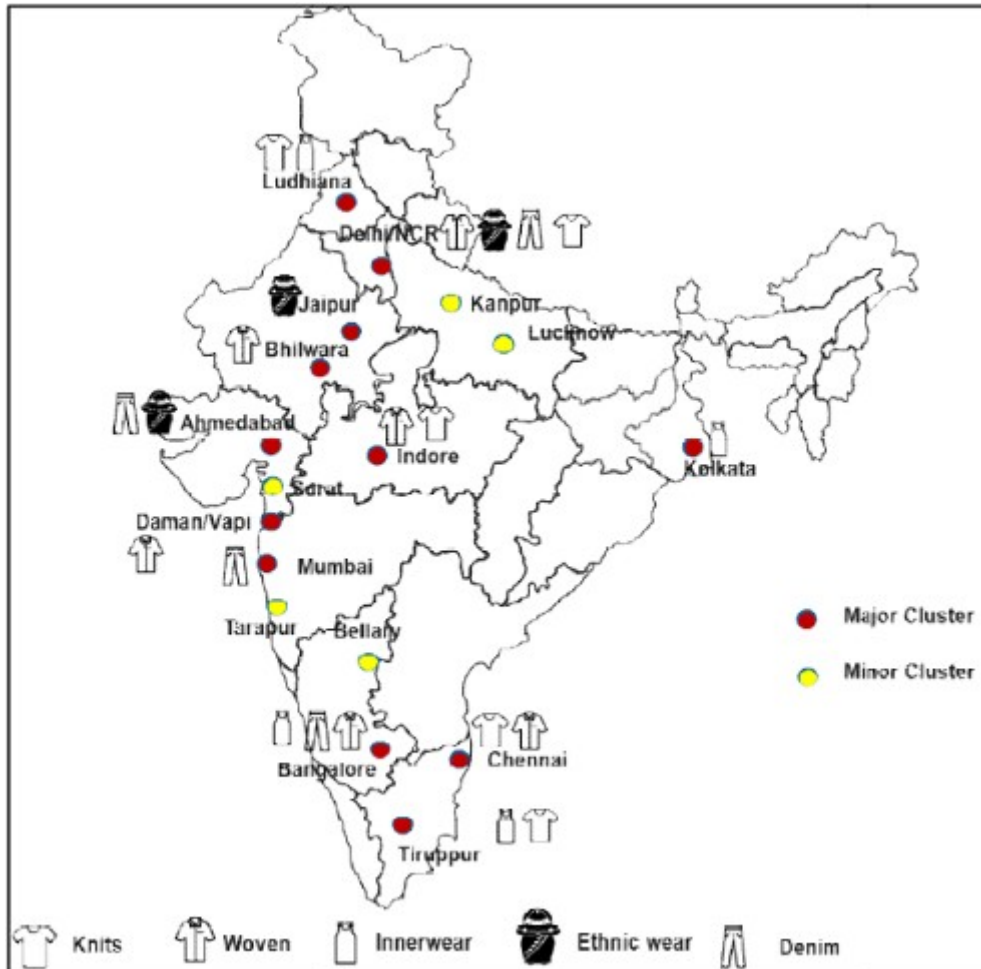 Ludhiana
Delhi/NCR
Jaipur
Kanpur
Lucknow
Bhilwara
Ahmedabad
Indore
Kolkata
Surat
Daman/Vapi
Mumbai
Tarapur
Bellary
Major Cluster
Minor Cluster
Bangalore
Chennai
Tiruppur
Knits
Woven
Innerwear
Ethnic wear
Denim